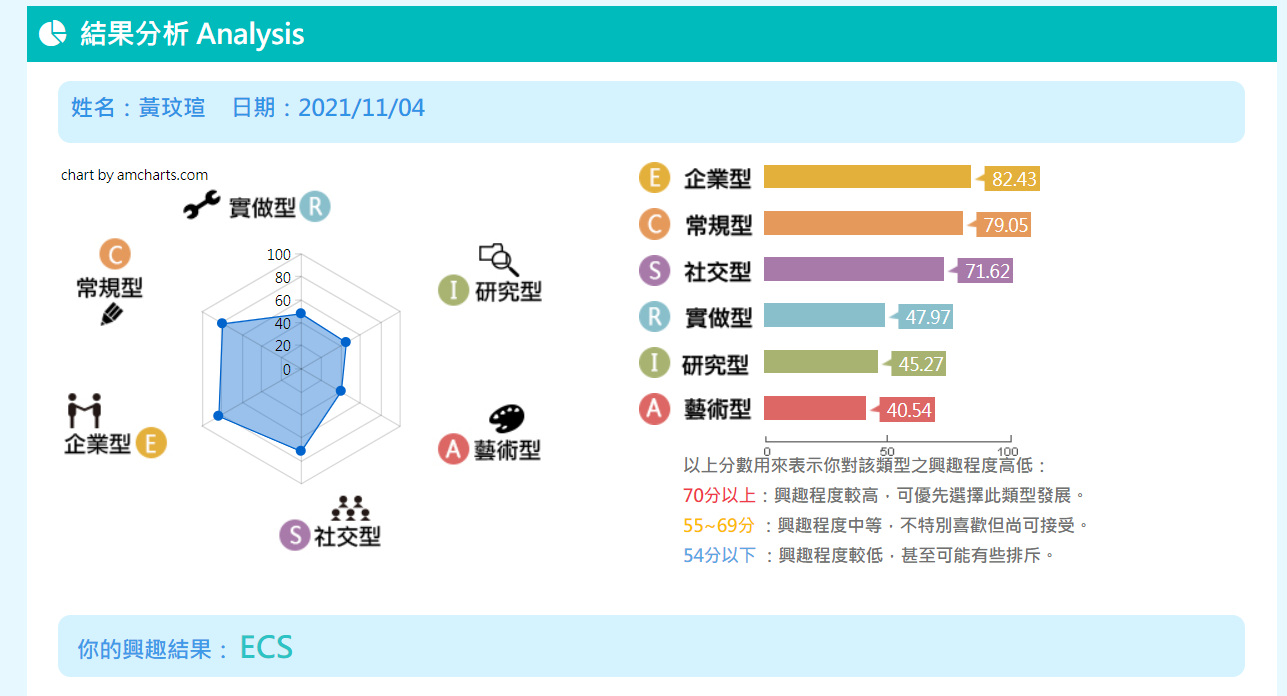 結果分析 Analysis
姓名：黃玟瑄　日期：2021/11/04
chart by amcharts.com
實做型 R
C
常規型
I 研究型
100
80
60
40
20
0
企業型 E
A 藝術型
S 社交型
E 企業型 82.43
C 常規型 79.05
S 社交型 71.62
R 實做型 47.97
I 研究型 45.27
A 藝術型 40.54
0 50 100
以上分數用來表示你對該類型之興趣程度高低：
70分以上：興趣程度較高，可優先選擇此類型發展。
55~69分 ：興趣程度中等，不特別喜歡但尚可接受。
54分以下 ：興趣程度較低，甚至可能有些排斥。
你的興趣結果： ECS